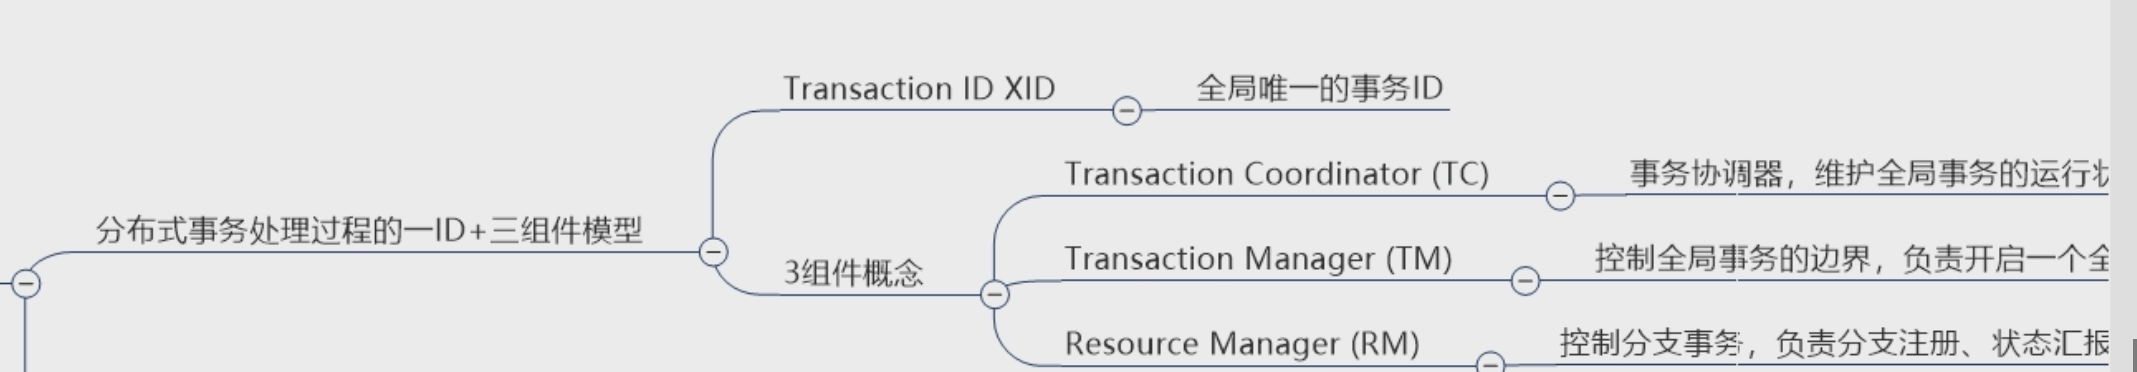 Transaction ID XID
全局唯一的事务ID
Transaction Coordinator (TC)
事务协调器，维护全局事务的运行状
分布式事务处理过程的一ID+三组件模型
Transaction Manager (TM)
控制全局事务的边界，负责开启一个全
3组件概念
Resource Manager (RM)
控制分支事务，负责分支注册、状态汇报